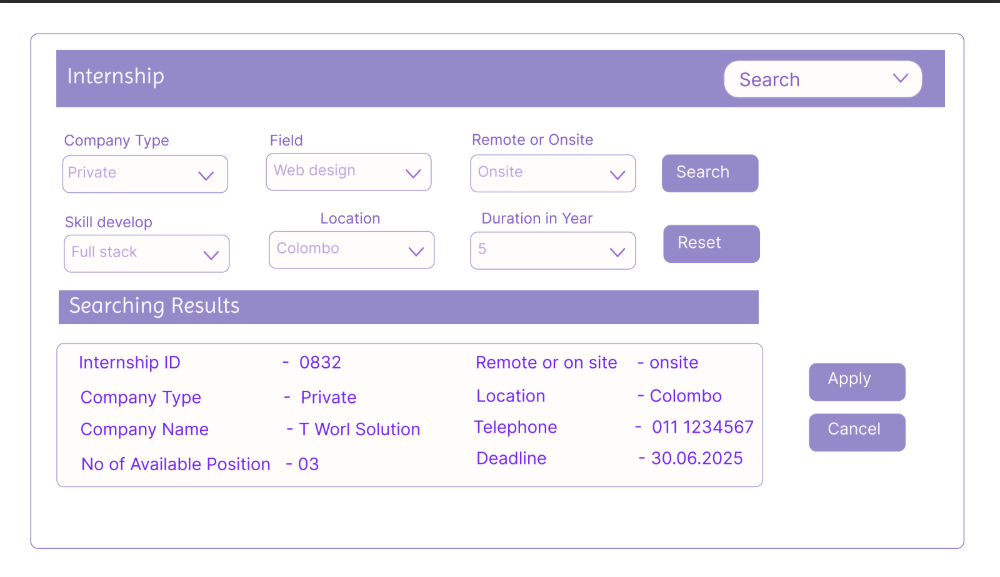 Internship
Search
Company Type
Field
Remote or Onsite
Private
Web design
Onsite
Search
Skill develop
Location
Duration in Year
Full stack
Colombo
5
Reset
Searching Results
Internship ID - 0832
Remote or on site - onsite
Company Type - Private
Location - Colombo
Company Name - T Worl Solution
Telephone - 011 1234567
No of Available Position - 03
Deadline - 30.06.2025
Apply
Cancel